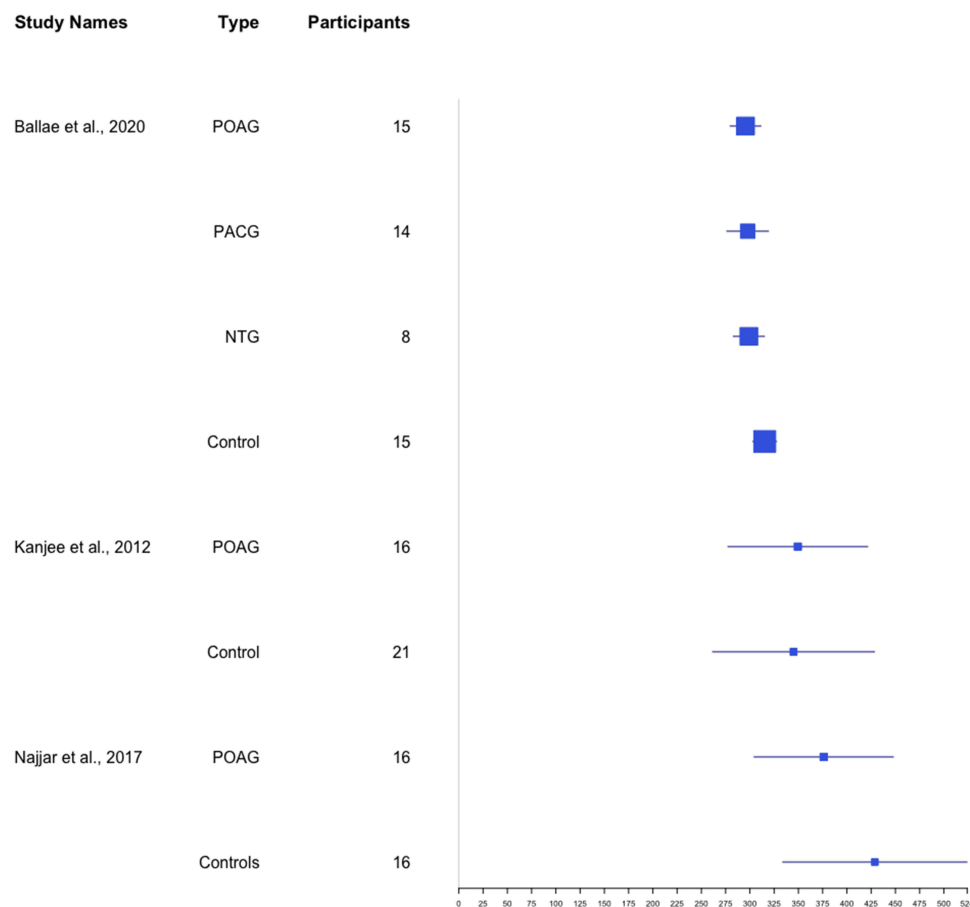 Study Names Type Participants
Ballae et al., 2020 POAG 15
PACG 14
NTG 8
Control 15
Kanjee et al., 2012 POAG 16
Control 21
Najjar et al., 2017 POAG 16
Controls 16
0 25 50 75 100 125 150 175 200 225 250 275 300 325 350 375 400 425 450 475 500 52